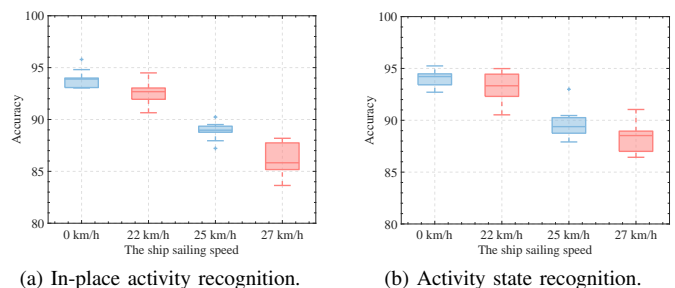 100
95
90
85
80
Accuracy
0 km/h 22 km/h 25 km/h 27 km/h
The ship sailing speed
(a) In-place activity recognition.
100
95
90
85
80
Accuracy
0 km/h 22 km/h 25 km/h 27 km/h
The ship sailing speed
(b) Activity state recognition.